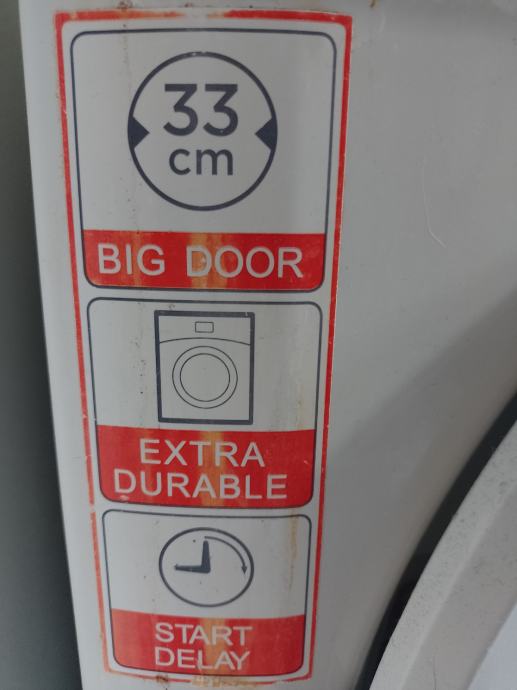 33
cm
BIG DOOR
EXTRA
DURABLE
START
DELAY